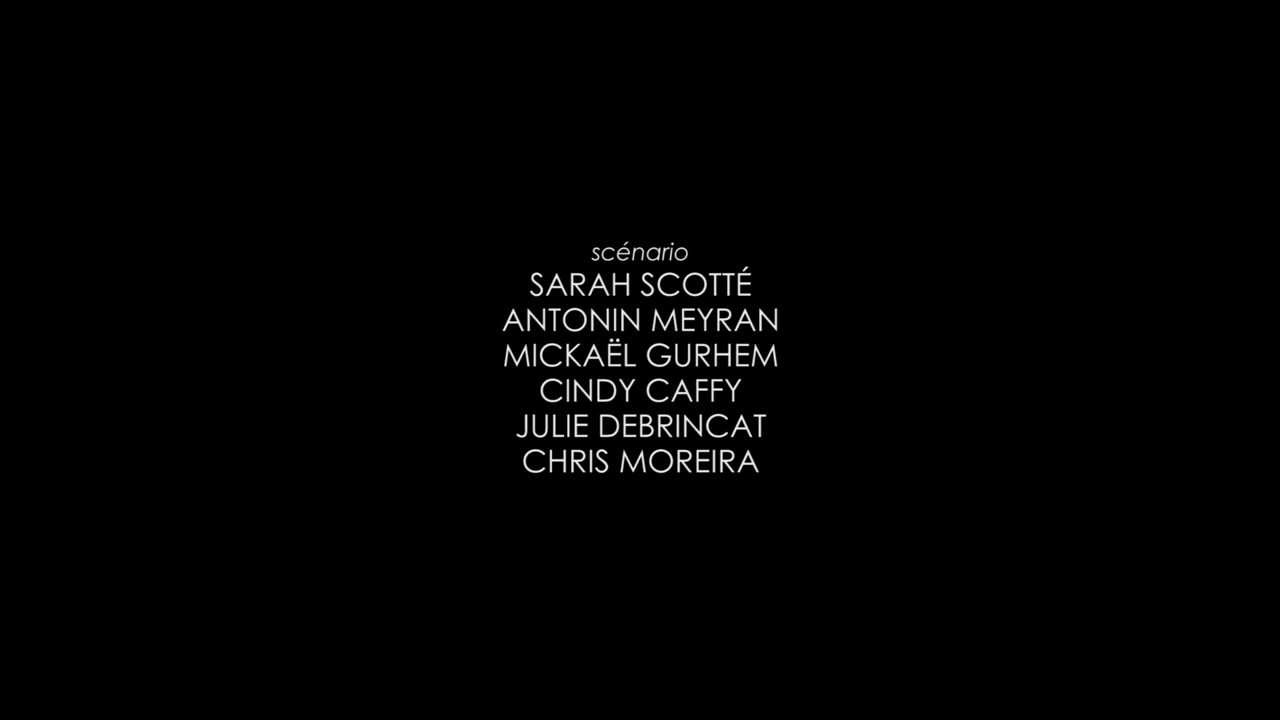 scénario
SARAH SCOTTÉ
ANTONIN MEYRAN
MICKAËL GURHEM
CINDY CAFFY
JULIE DEBRINCAT
CHRIS MOREIRA